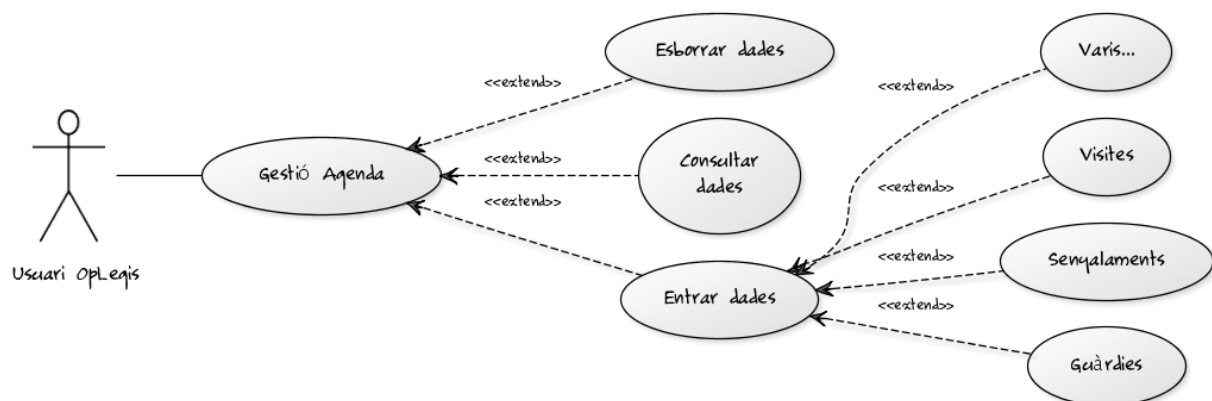 Esborrar dades
Varis...
<<extend>>
<<extend>>
Gestió Agenda
<<extend>>
Consultar
dades
Visites
<<extend>>
<<extend>>
Usuari OpLegis
Entrar dades
<<extend>>
Senyalaments
<<extend>>
Guàrdies